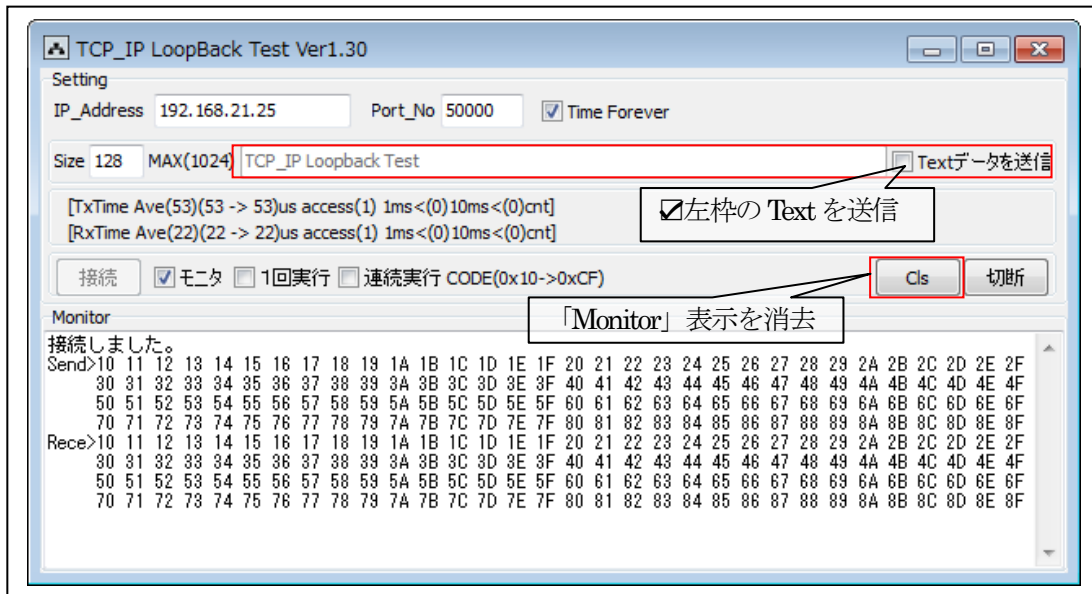 TCP_IP LoopBack Test Ver1.30
Setting
IP_Address 192.168.21.25 Port_No 50000 Time Forever
Size 128 MAX(1024) TCP_IP Loopback Test Textデータを送信
[TxTime Ave(53)(53 -> 53)us access(1) 1ms<(0)10ms<(0)cnt]
☑左枠の Text を送信
[RxTime Ave(22)(22 -> 22)us access(1) 1ms<(0)10ms<(0)cnt]
接続 モニタ 1回実行 連続実行 CODE(0x10->0xCF) Cls 切断
「Monitor」表示を消去
Monitor
接続しました。
Send>10 11 12 13 14 15 16 17 18 19 1A 1B 1C 1D 1E 1F 20 21 22 23 24 25 26 27 28 29 2A 2B 2C 2D 2E 2F
30 31 32 33 34 35 36 37 38 39 3A 3B 3C 3D 3E 3F 40 41 42 43 44 45 46 47 48 49 4A 4B 4C 4D 4E 4F
50 51 52 53 54 55 56 57 58 59 5A 5B 5C 5D 5E 5F 60 61 62 63 64 65 66 67 68 69 6A 6B 6C 6D 6E 6F
70 71 72 73 74 75 76 77 78 79 7A 7B 7C 7D 7E 7F 80 81 82 83 84 85 86 87 88 89 8A 8B 8C 8D 8E 8F
Rece>10 11 12 13 14 15 16 17 18 19 1A 1B 1C 1D 1E 1F 20 21 22 23 24 25 26 27 28 29 2A 2B 2C 2D 2E 2F
30 31 32 33 34 35 36 37 38 39 3A 3B 3C 3D 3E 3F 40 41 42 43 44 45 46 47 48 49 4A 4B 4C 4D 4E 4F
50 51 52 53 54 55 56 57 58 59 5A 5B 5C 5D 5E 5F 60 61 62 63 64 65 66 67 68 69 6A 6B 6C 6D 6E 6F
70 71 72 73 74 75 76 77 78 79 7A 7B 7C 7D 7E 7F 80 81 82 83 84 85 86 87 88 89 8A 8B 8C 8D 8E 8F